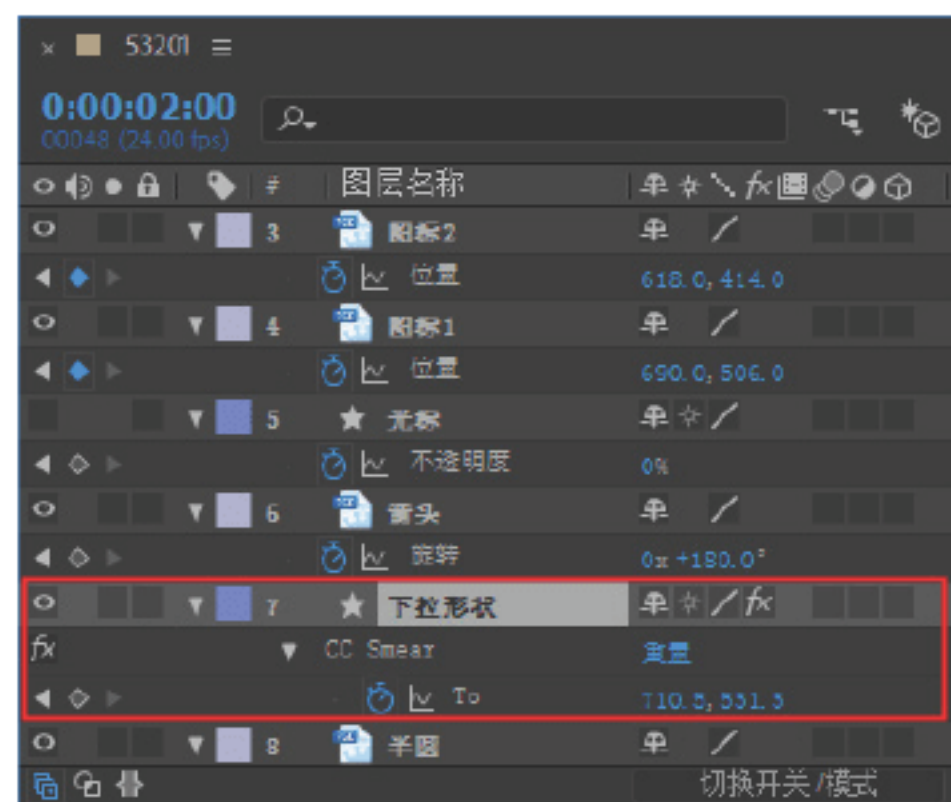 × 53201 ≡
0:00:02:00
00048 (24.00 fps)
# 图层名称 fx
3 图标2
位置 618.0, 414.0
4 图标1
位置 690.0, 506.0
5 光标
不透明度 0%
6 箭头
旋转 0x +180.0°
7 下拉形状 fx
fx CC Smear 重置
To 710.5, 551.5
8 半圆
切换开关/模式